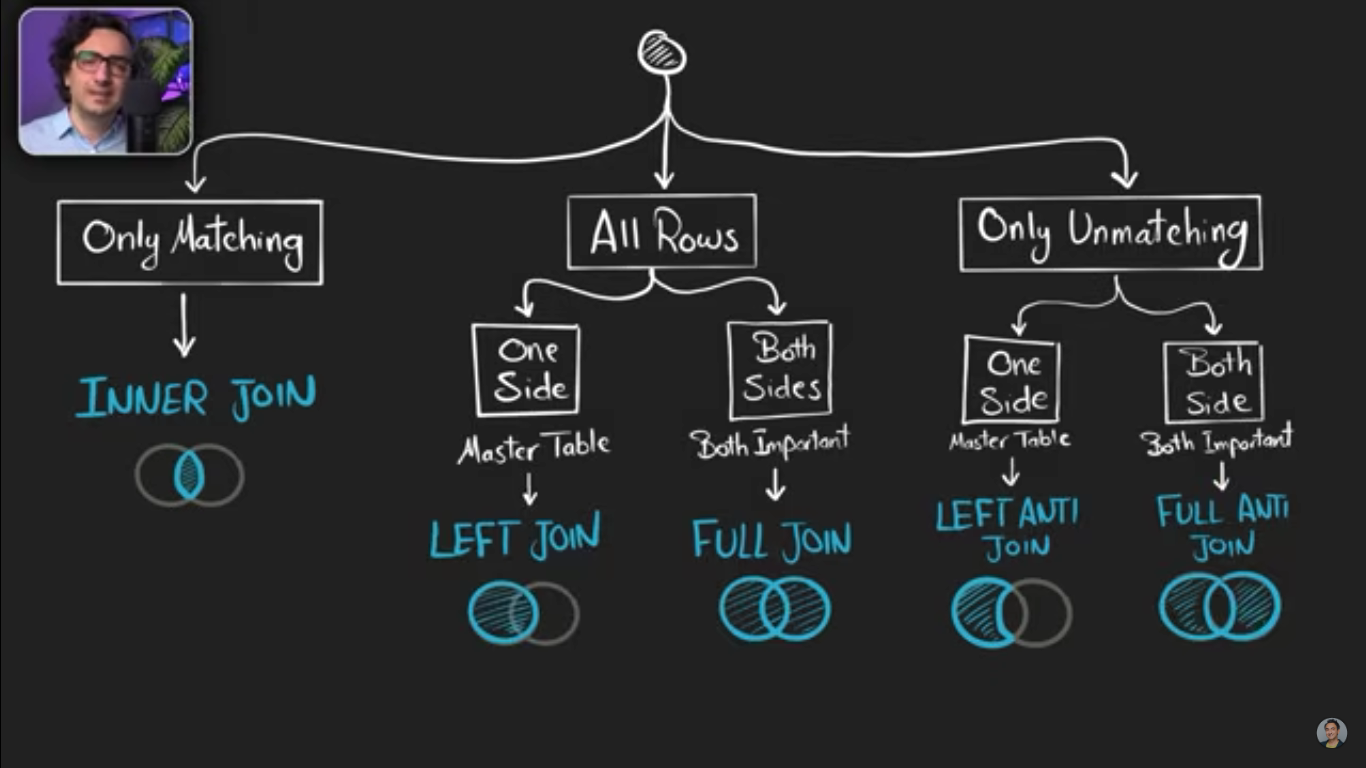 Only Matching
All Rows
Only Unmatching
INNER JOIN
One
Side
Master Table
LEFT JOIN
Both
Sides
Both Important
FULL JOIN
One
Side
Master Table
LEFT ANTI
JOIN
Both
Side
Both Important
FULL ANTI
JOIN